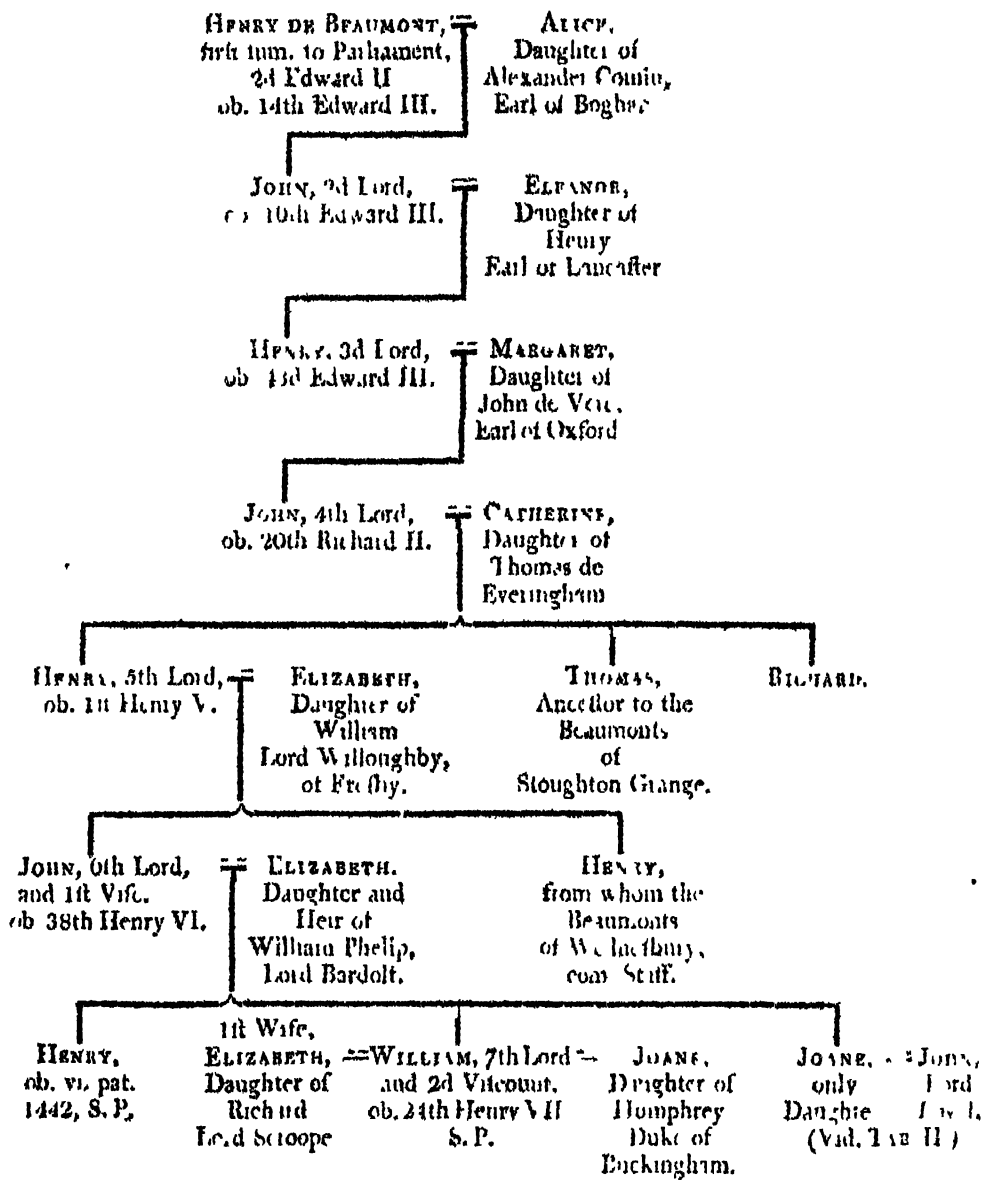 HENRY DE BEAUMONT, = ALICE,
firſt ſum. to Parliament, Daughter of
2d Edward II Alexander Comin,
ob. 14th Edward III. Earl of Boghan
JOHN, 2d Lord, = ELEANOR,
ob. Edward III. Daughter of
Henry
Earl of Lancaſter
HENRY, 3d Lord, = MARGARET,
ob Edward III. Daughter of
John de Vere,
Earl of Oxford
JOHN, 4th Lord, = CATHERINE,
ob. 20th Richard II. Daughter of
Thomas de
Everingham
HENRY, 5th Lord, = ELIZABETH, THOMAS, RICHARD.
ob. 1ſt Henry V. Daughter of Anceſtor to the
William Beaumonts
Lord Willoughby, of
of Stoughton Grange.
JOHN, 6th Lord, = ELIZABETH. HENRY,
and 1ſt Viſc. Daughter and from whom the
ob 38th Henry VI. Heir of Beaumonts
William Phelip, of
Lord Bardolt. com Staff.
1ſt Wife,
HENRY, ELIZABETH, = WILLIAM, 7th Lord = JOANE, JOANE, = JOHN,
ob. vi. pat. Daughter of and 2d Viſcount. Daughter of only Lord
1442, S. P. Richard ob. 24th Henry VII Humphrey
Lord Scroope S. P. Duke of (Vid. TAB II)
Buckingham.